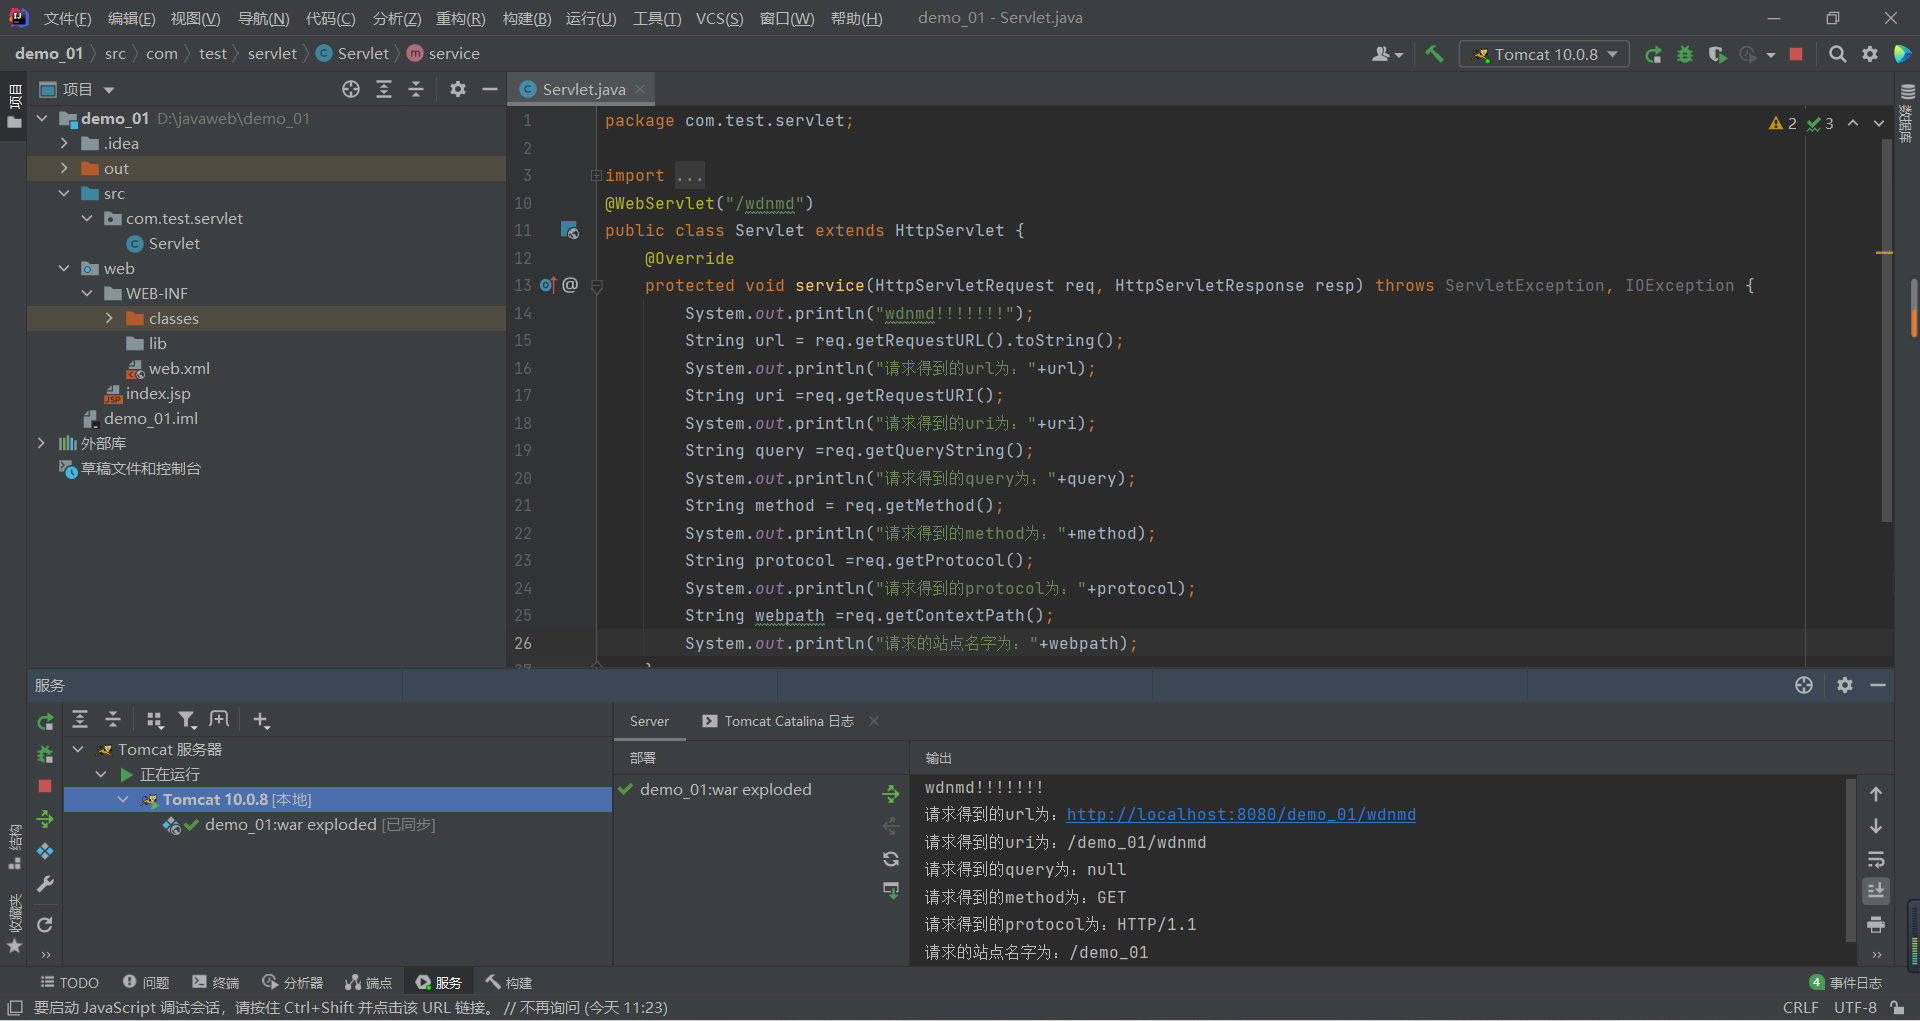 文件(F) 编辑(E) 视图(V) 导航(N) 代码(C) 分析(Z) 重构(R) 构建(B) 运行(U) 工具(T) VCS(S) 窗口(W) 帮助(H) demo_01 - Servlet.java
demo_01 src com test servlet Servlet service
Tomcat 10.0.8
项目
项目
Servlet.java
数据库
demo_01 D:\javaweb\demo_01
.idea
out
src
com.test.servlet
Servlet
web
WEB-INF
classes
lib
web.xml
index.jsp
demo_01.iml
外部库
草稿文件和控制台
2 3
1 package com.test.servlet;
2
3 import ...
10 @WebServlet("/wdnmd")
11 public class Servlet extends HttpServlet {
12 @Override
13 protected void service(HttpServletRequest req, HttpServletResponse resp) throws ServletException, IOException {
14 System.out.println("wdnmd!!!!!!!");
15 String url = req.getRequestURL().toString();
16 System.out.println("请求得到的url为："+url);
17 String uri =req.getRequestURI();
18 System.out.println("请求得到的uri为："+uri);
19 String query =req.getQueryString();
20 System.out.println("请求得到的query为："+query);
21 String method = req.getMethod();
22 System.out.println("请求得到的method为："+method);
23 String protocol =req.getProtocol();
24 System.out.println("请求得到的protocol为："+protocol);
25 String webpath =req.getContextPath();
26 System.out.println("请求的站点名字为："+webpath);
服务
Tomcat 服务器
正在运行
Tomcat 10.0.8 [本地]
demo_01:war exploded [已同步]
结构
收藏夹
Server Tomcat Catalina 日志
部署
demo_01:war exploded
输出
wdnmd!!!!!!!
请求得到的url为：http://localhost:8080/demo_01/wdnmd
请求得到的uri为：/demo_01/wdnmd
请求得到的query为：null
请求得到的method为：GET
请求得到的protocol为：HTTP/1.1
请求的站点名字为：/demo_01
TODO 问题 终端 分析器 端点 服务 构建 4 事件日志
要启动 JavaScript 调试会话，请按住 Ctrl+Shift 并点击该 URL 链接。 // 不再询问 (今天 11:23) CRLF UTF-8